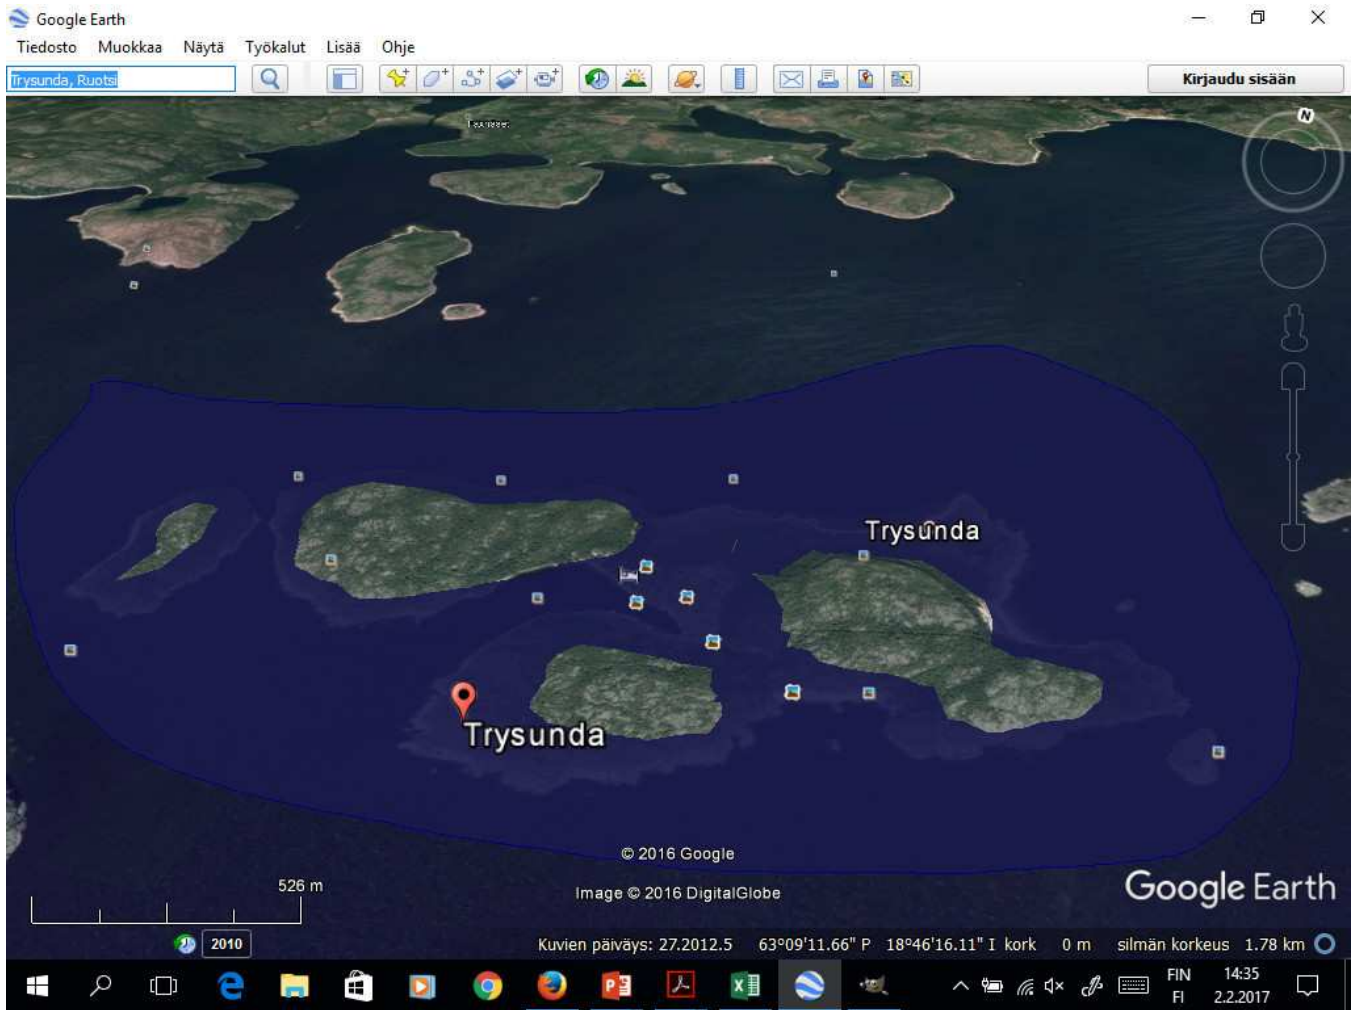 Google Earth
Tiedosto Muokkaa Näytä Työkalut Lisää Ohje
Trysunda, Ruotsi
Kirjaudu sisään
N
Trysunda
Trysunda
© 2016 Google
526 m
Image © 2016 DigitalGlobe
Google Earth
2010
Kuvien päiväys: 27.2012.5 63°09'11.66" P 18°46'16.11" I kork 0 m silmän korkeus 1.78 km
FIN 14:35
FI 2.2.2017